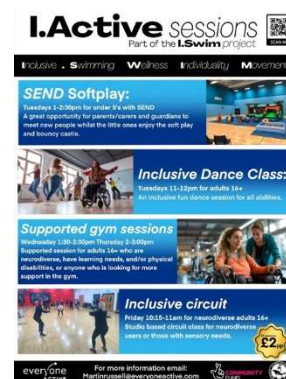 I.Active sessions
Part of the I.Swim project
SCAN ME
Inclusive . Swimming Wellness Individuality Movement
SEND Softplay:
Tuesdays 1-2:30pm for under 5's with SEND
A great opportunity for parents/carers and guardians to
meet new people whilst the little ones enjoy the soft play
and bouncy castle.
Inclusive Dance Class:
Tuesdays 11-12pm for adults 16+
An inclusive fun dance session for all abilities.
Supported gym sessions
Wednesday 1:30-2:30pm Thursday 2-3:00pm
Supported session for adults 16+ who are
neurodiverse, have learning needs, and/or physical
disabilities, or anyone who is looking for more
support in the gym.
Inclusive circuit
Friday 10:15-11am for neurodiverse adults 16+
Studio based circuit class for neurodiverse
users or those with sensory needs.
£2pp
everyone
ACTIVE
For more information email:
Martinrussell@everyoneactive.com
COMMUNITY
FUND